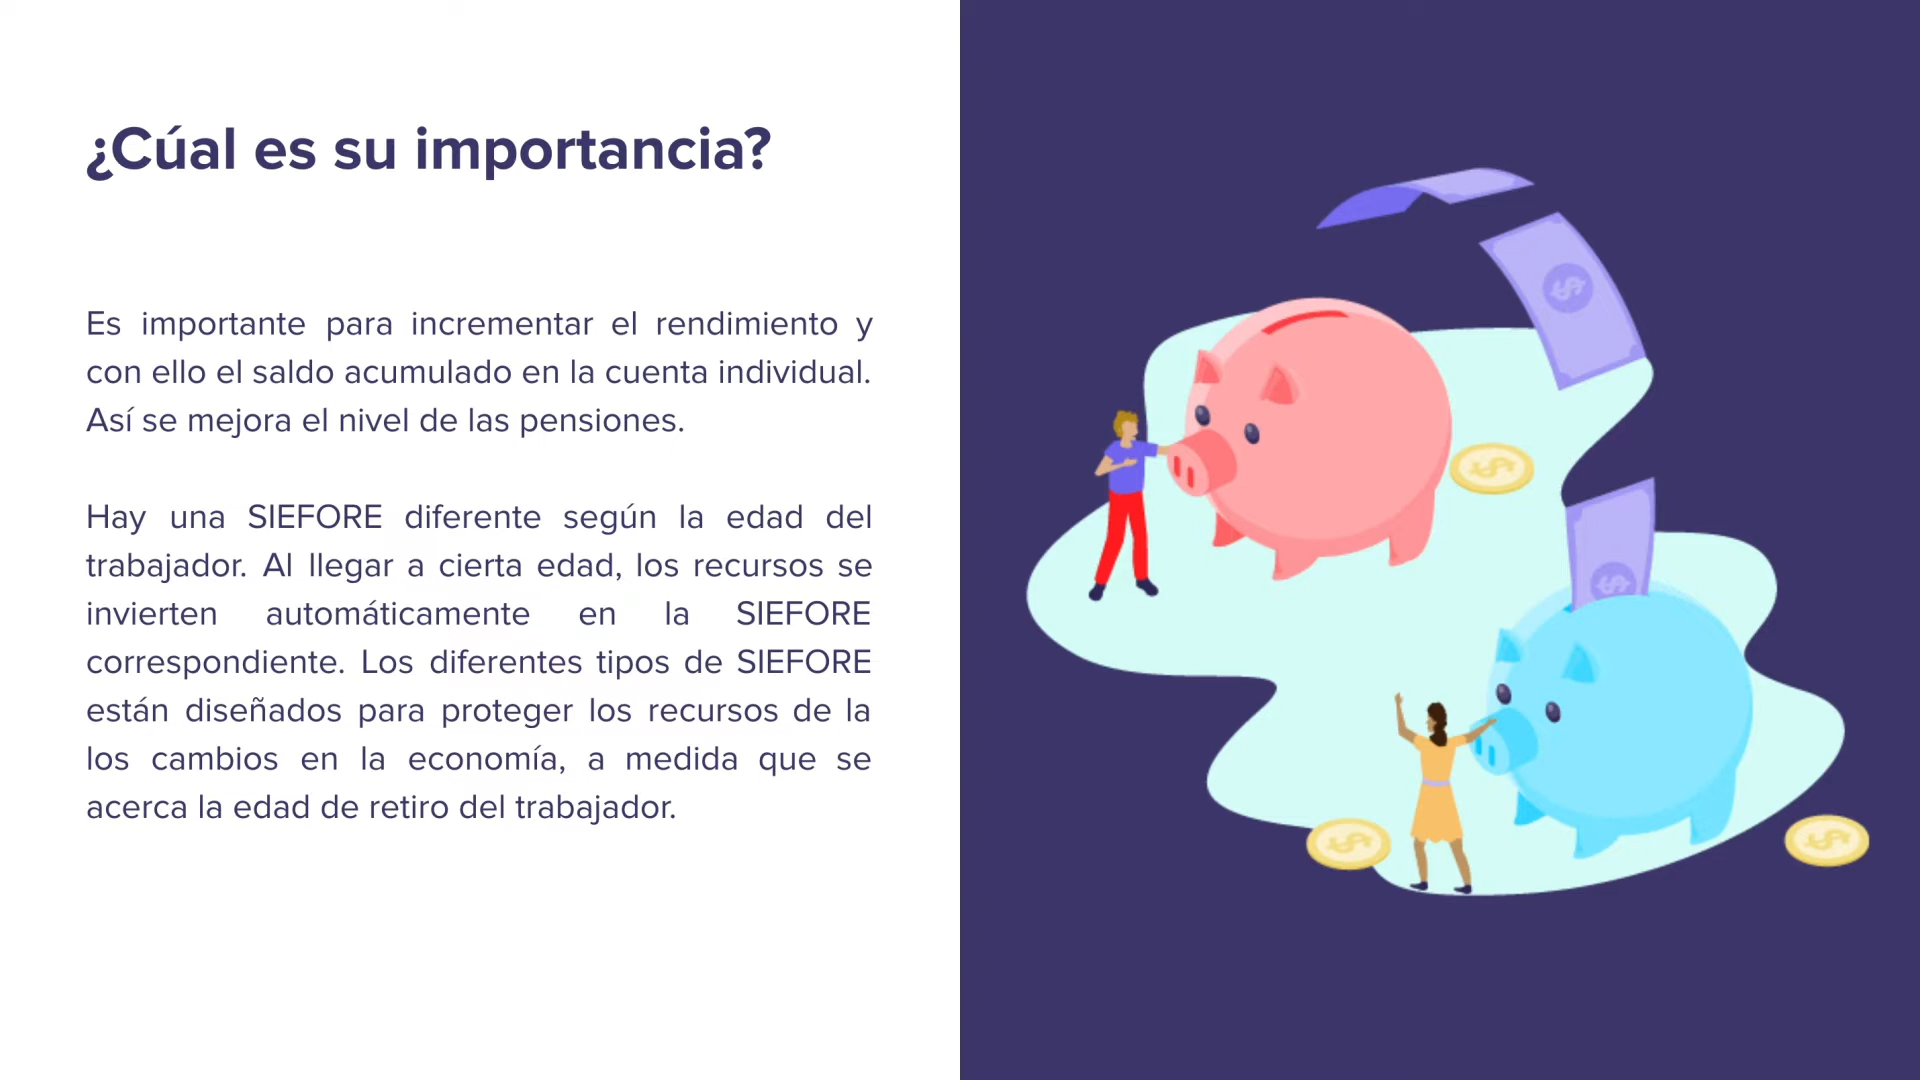 ¿Cúal es su importancia?
Es importante para incrementar el rendimiento y
con ello el saldo acumulado en la cuenta individual.
Así se mejora el nivel de las pensiones.
Hay una SIEFORE diferente según la edad del
trabajador. Al llegar a cierta edad, los recursos se
invierten automáticamente en la SIEFORE
correspondiente. Los diferentes tipos de SIEFORE
están diseñados para proteger los recursos de la
los cambios en la economía, a medida que se
acerca la edad de retiro del trabajador.